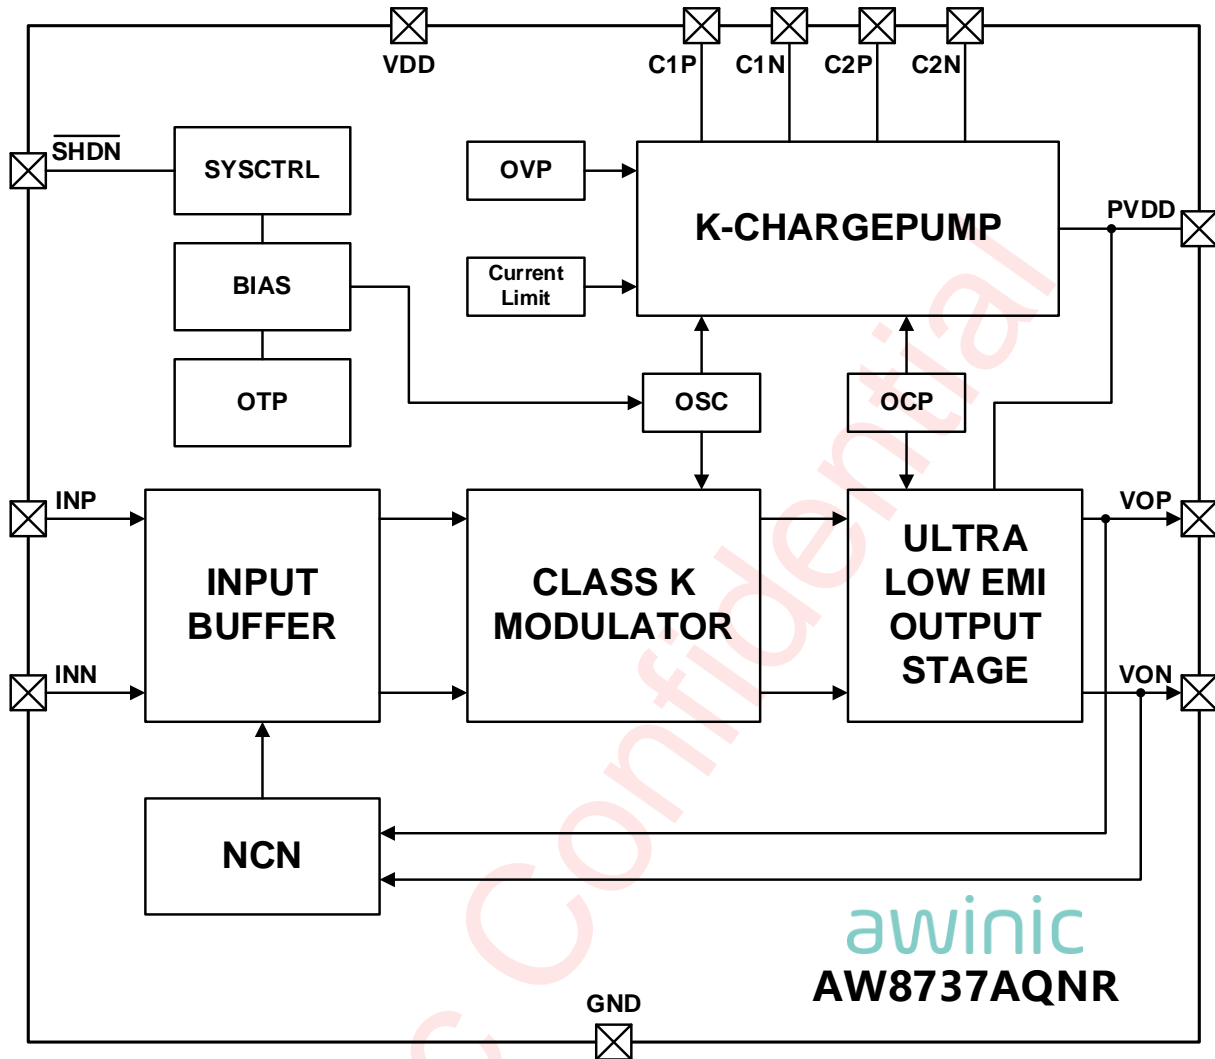 VDD
C1P
C1N
C2P
C2N
SHDN
SYSCTRL
OVP
K-CHARGEPUMP
PVDD
BIAS
Current
Limit
OTP
OSC
OCP
INP
INPUT
BUFFER
CLASS K
MODULATOR
ULTRA
LOW EMI
OUTPUT
STAGE
VOP
INN
VON
NCN
awinic
AW8737AQNR
GND
c Confidential